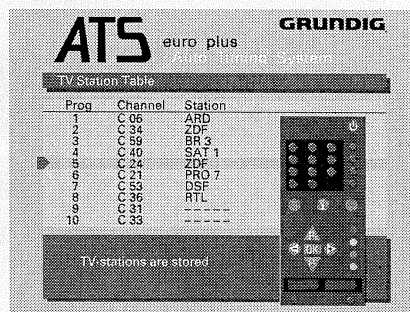 GRUNDIG
ATS euro plus
Auto Timing System
TV Station Table
Prog Channel Station
1 C 06 ARD
2 C 34 ZDF
3 C 59 BR 3
4 C 40 SAT 1
5 C 24 ZDF
6 C 21 PRO 7
7 C 53 DSF
8 C 36 RTL
9 C 31 -----
10 C 33 -----
OK
TV-stations are stored